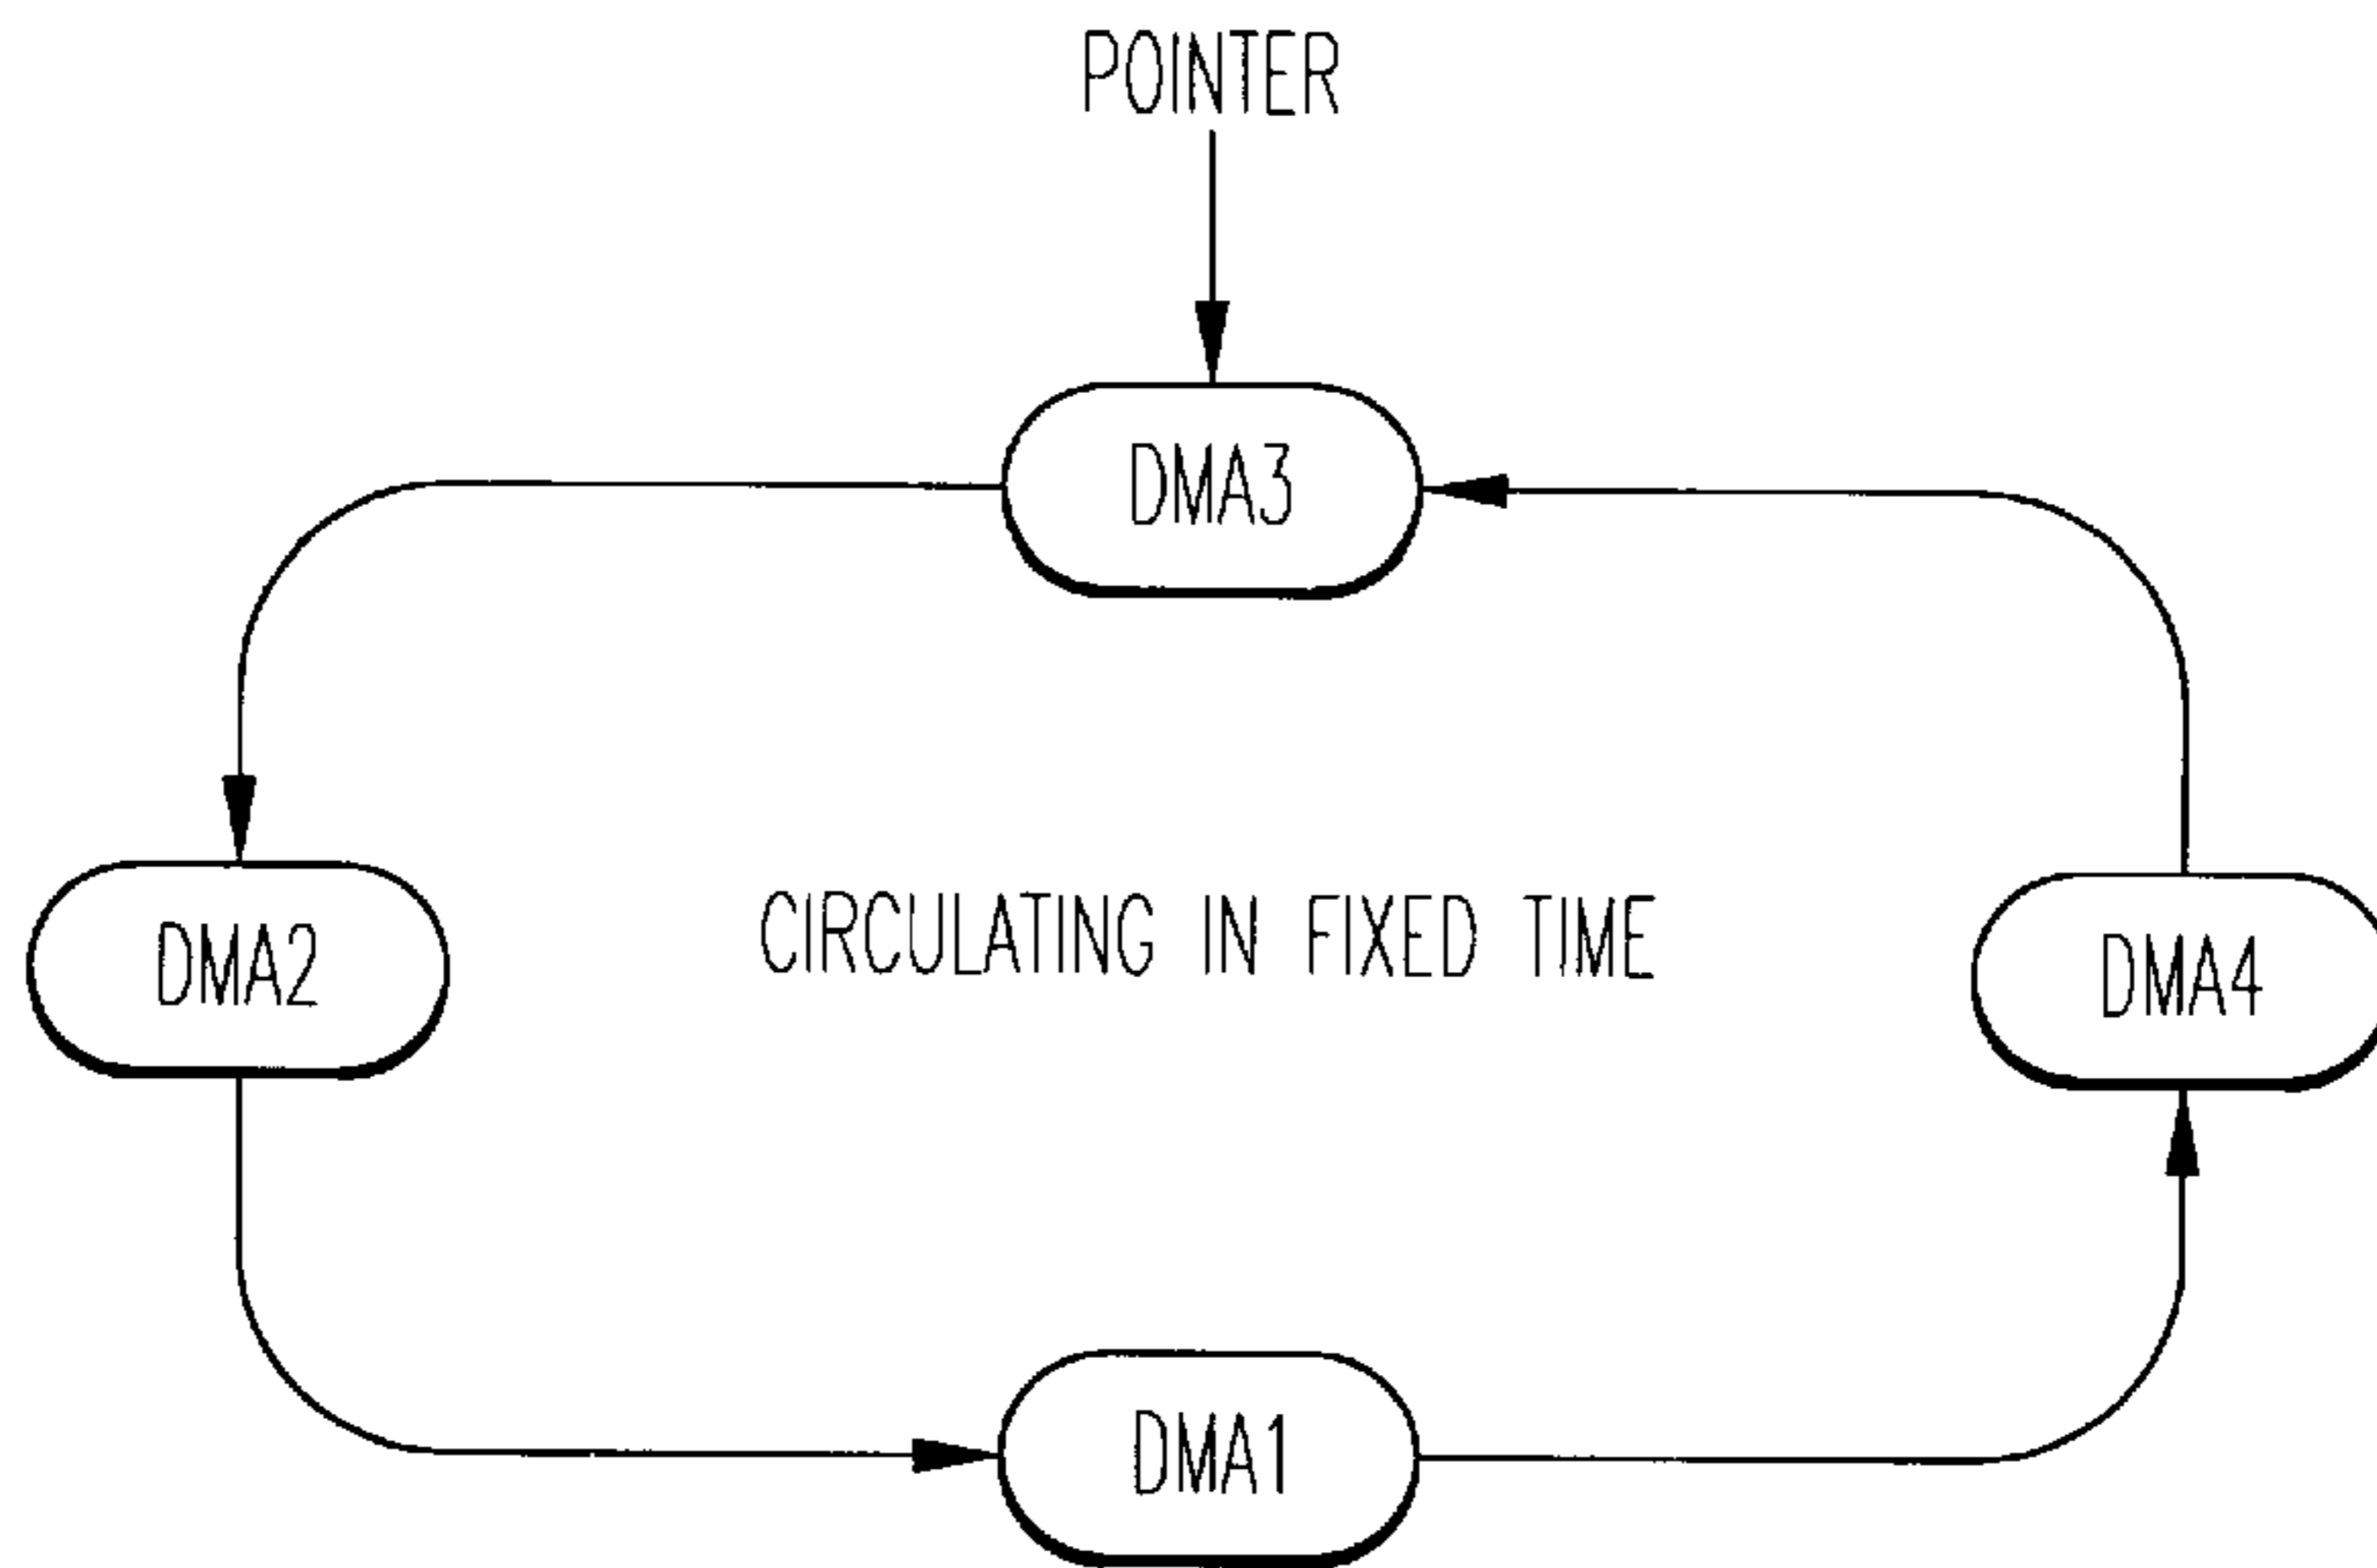 POINTER
DMA3
DMA2
CIRCULATING IN FIXED TIME
DMA4
DMA1